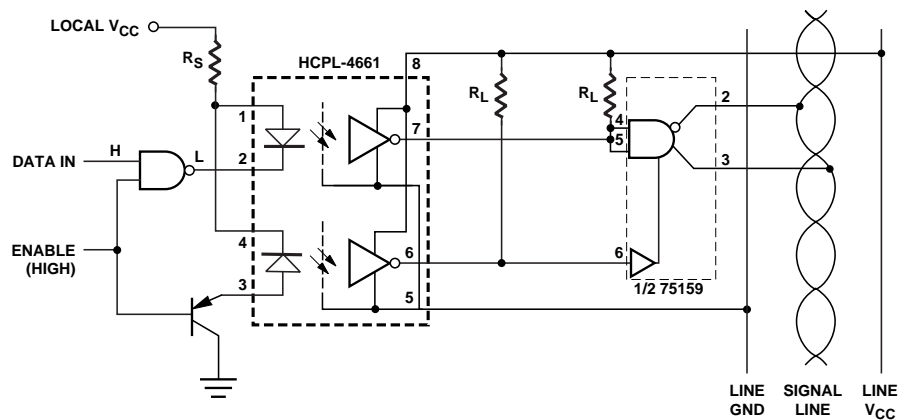 LOCAL VCC
RS
HCPL-4661
8
RL
RL
1
7
4
5
2
DATA IN
H
L
2
3
4
ENABLE
(HIGH)
6
6
3
5
1/2 75159
LINE
GND
SIGNAL
LINE
LINE
VCC